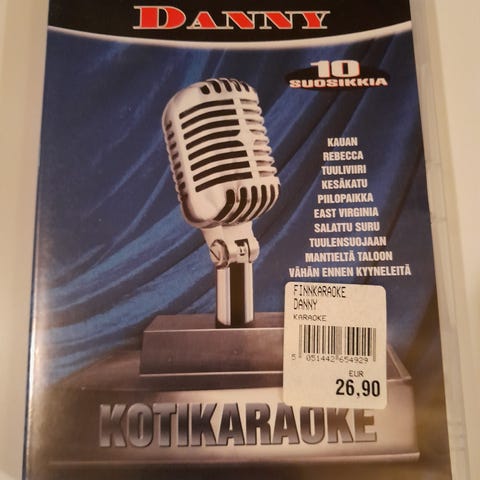 DANNY
10
SUOSIKKIA
KAUAN
REBECCA
TUULIVIIRI
KESÄKATU
PIILOPAIKKA
EAST VIRGINIA
SALATTU SURU
TUULENSUOJAAN
MANTIELTÄ TALOON
VÄHÄN ENNEN KYYNELEITÄ
FINNKARAOKE
DANNY
KARAOKE
5 051442 654929
EUR
26,90
KOTIKARAOKE